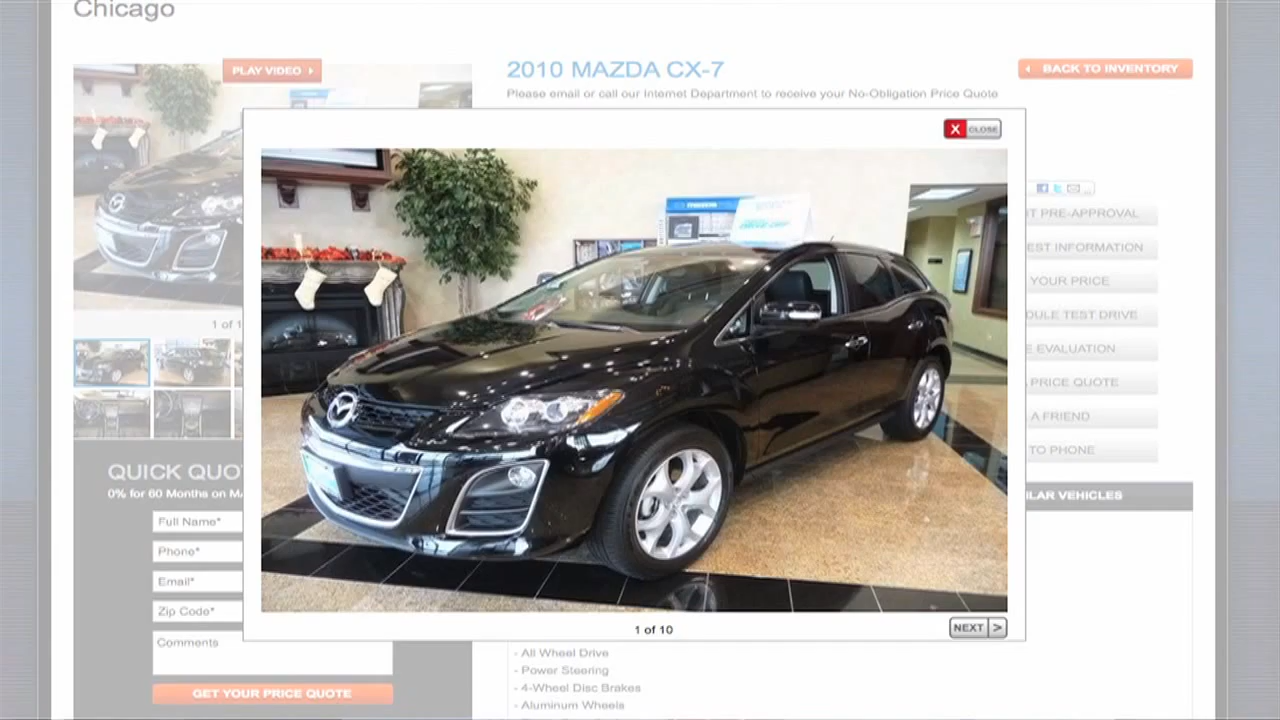 Chicago
PLAY VIDEO
2010 MAZDA CX-7
BACK TO INVENTORY
Please email or call our Internet Department to receive your No-Obligation Price Quote
X CLOSE
T PRE-APPROVAL
EST INFORMATION
YOUR PRICE
DULE TEST DRIVE
E EVALUATION
PRICE QUOTE
A FRIEND
TO PHONE
ILAR VEHICLES
1 of 1
QUICK QUO
0% for 60 Months on MA
Full Name*
Phone*
Email*
Zip Code*
Comments
GET YOUR PRICE QUOTE
1 of 10
NEXT >
- All Wheel Drive
- Power Steering
- 4-Wheel Disc Brakes
- Aluminum Wheels